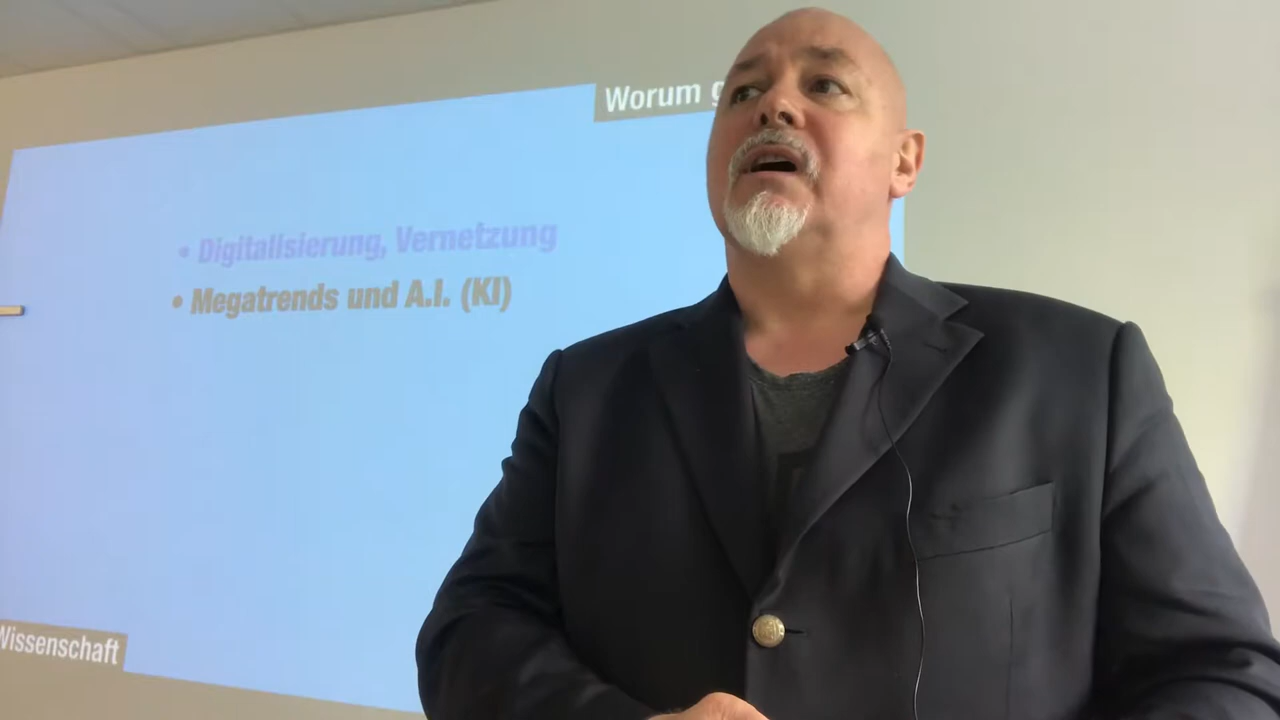 Worum
• Digitalisierung, Vernetzung
• Megatrends und A.I. (KI)
Wissenschaft